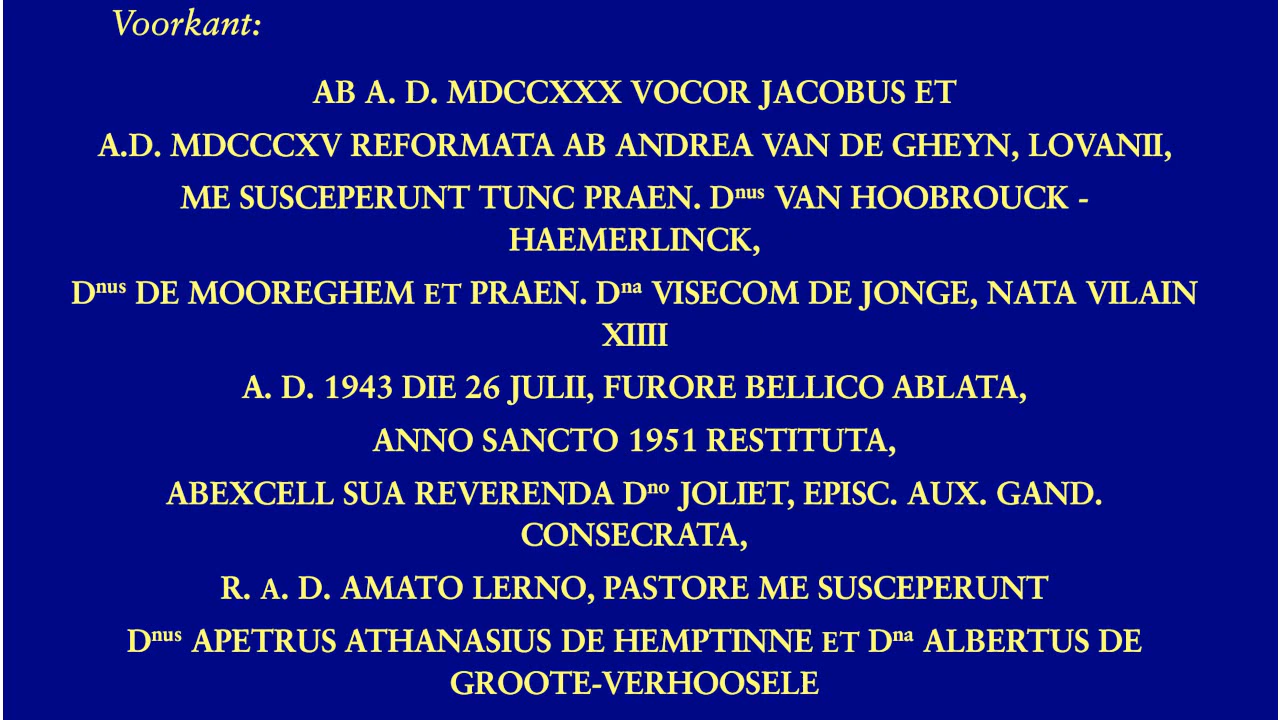 Voorkant:
AB A. D. MDCCXXX VOCOR JACOBUS ET
A.D. MDCCCXV REFORMATA AB ANDREA VAN DE GHEYN, LOVANII,
ME SUSCEPERUNT TUNC PRAEN. Dnus VAN HOOBROUCK -
HAEMERLINCK,
Dnus DE MOOREGHEM ET PRAEN. Dna VISECOM DE JONGE, NATA VILAIN
XIIII
A. D. 1943 DIE 26 JULII, FURORE BELLICO ABLATA,
ANNO SANCTO 1951 RESTITUTA,
ABEXCELL SUA REVERENDA Dno JOLIET, EPISC. AUX. GAND.
CONSECRATA,
R. A. D. AMATO LERNO, PASTORE ME SUSCEPERUNT
Dnus APETRUS ATHANASIUS DE HEMPTINNE ET Dna ALBERTUS DE
GROOTE-VERHOOSELE